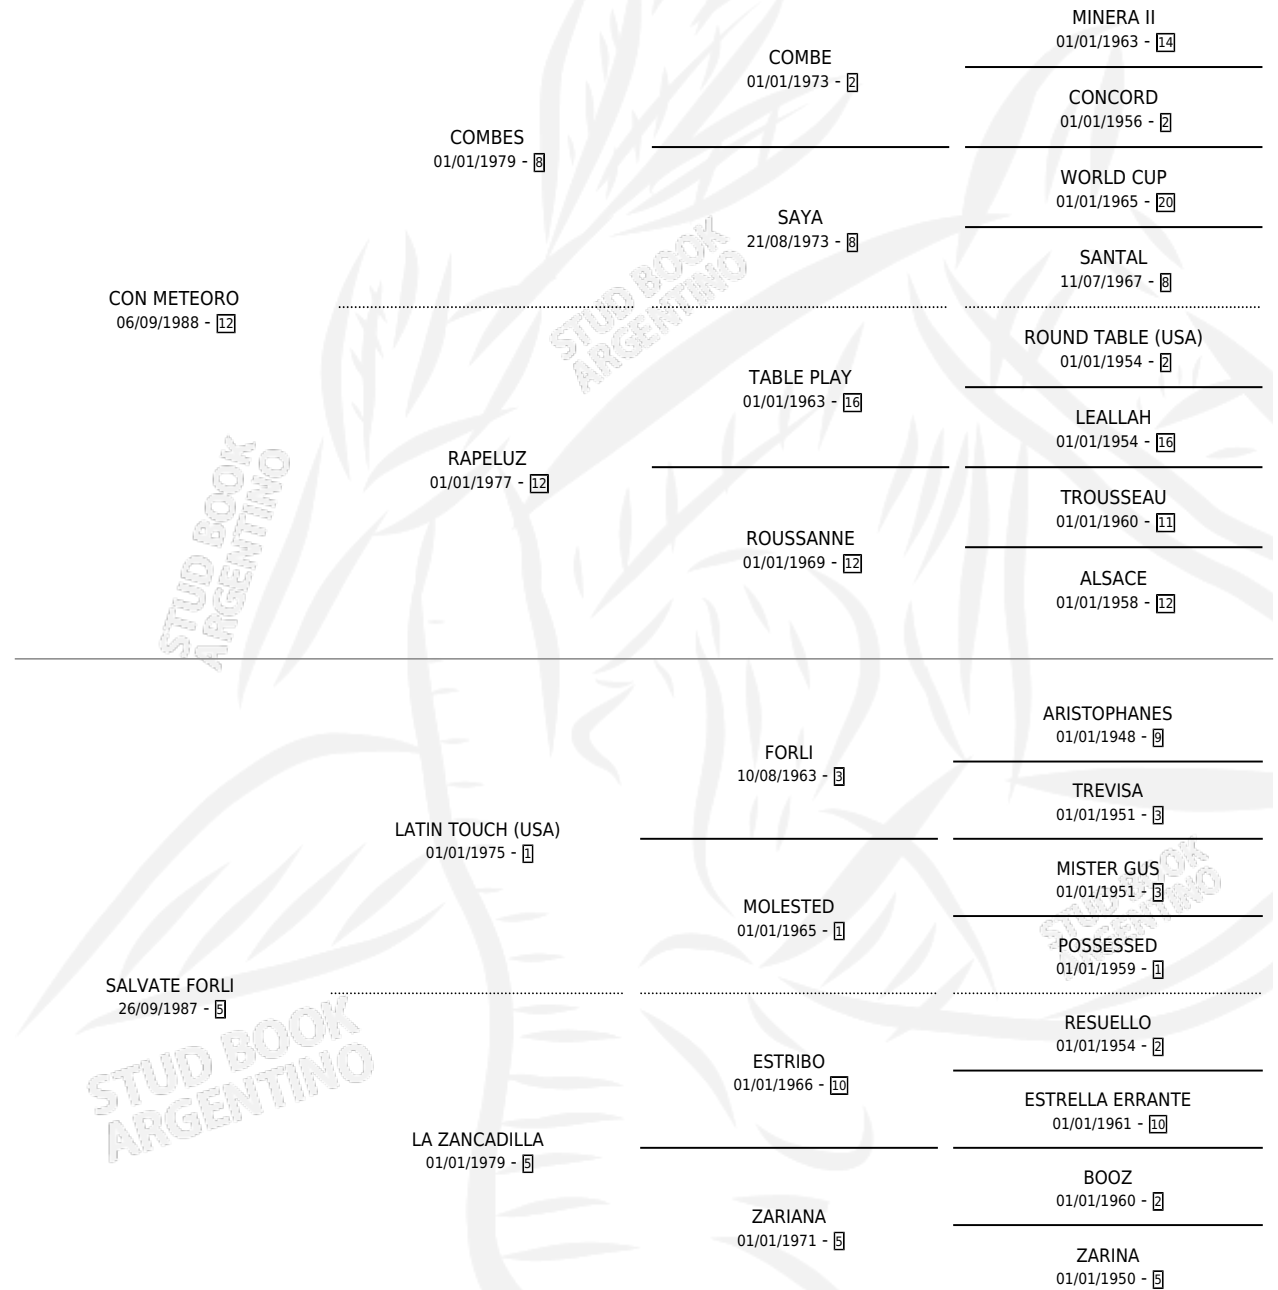 MINERA II
01/01/1963 - 14
COMBE
01/01/1973 - 2
CONCORD
01/01/1956 - 2
COMBES
01/01/1979 - 8
WORLD CUP
01/01/1965 - 20
SAYA
21/08/1973 - 8
SANTAL
11/07/1967 - 8
CON METEORO
06/09/1988 - 12
ROUND TABLE (USA)
01/01/1954 - 2
TABLE PLAY
01/01/1963 - 16
LEALLAH
01/01/1954 - 16
RAPELUZ
01/01/1977 - 12
TROUSSEAU
01/01/1960 - 11
ROUSSANNE
01/01/1969 - 12
ALSACE
01/01/1958 - 12
STUD BOOK
ARGENTINO
STUD BOOK
ARGENTINO
ARISTOPHANES
01/01/1948 - 9
FORLI
10/08/1963 - 3
TREVISA
01/01/1951 - 3
LATIN TOUCH (USA)
01/01/1975 - 1
MISTER GUS
01/01/1951 - 3
MOLESTED
01/01/1965 - 1
POSSESSED
01/01/1959 - 1
SALVATE FORLI
26/09/1987 - 5
RESUELLO
01/01/1954 - 2
ESTRIBO
01/01/1966 - 10
ESTRELLA ERRANTE
01/01/1961 - 10
LA ZANCADILLA
01/01/1979 - 5
BOOZ
01/01/1960 - 2
ZARIANA
01/01/1971 - 5
ZARINA
01/01/1950 - 5
STUD BOOK
ARGENTINO
STUD BOOK
ARGENTINO